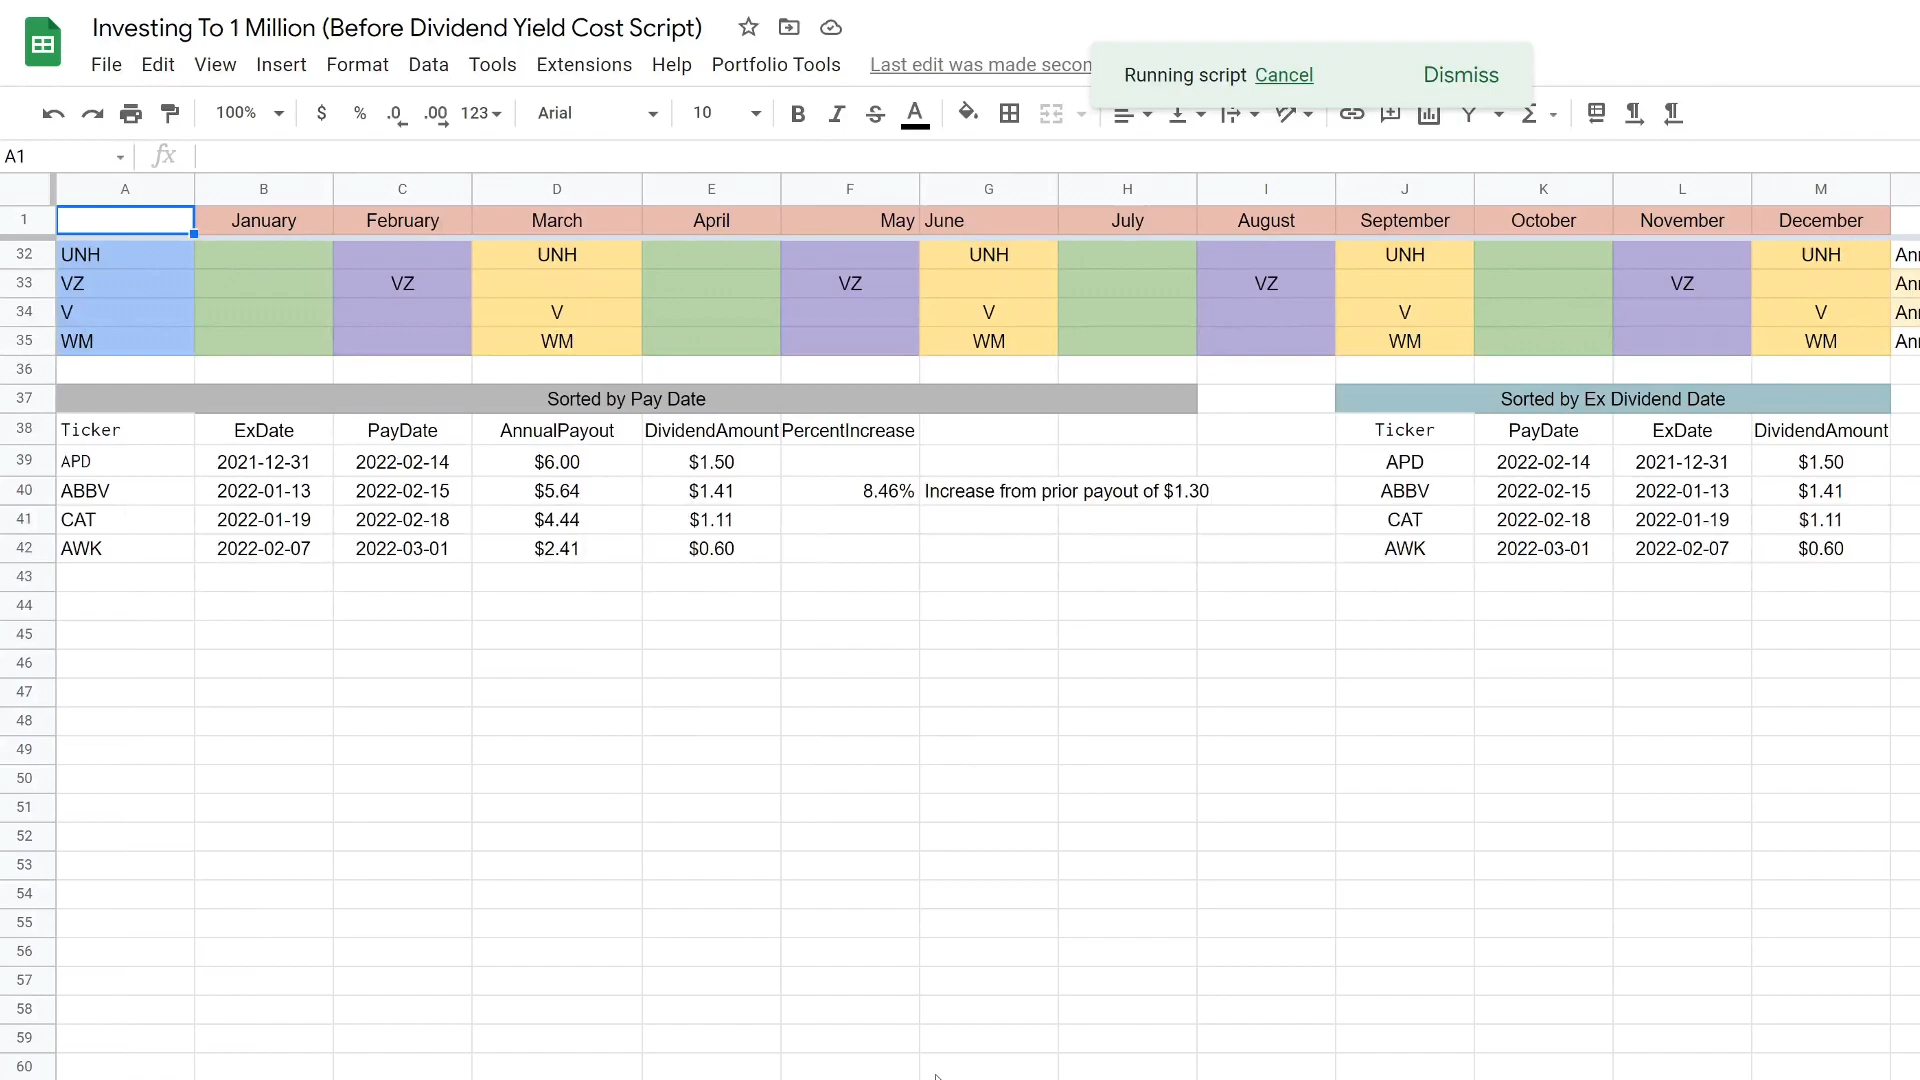 Investing To 1 Million (Before Dividend Yield Cost Script)
File Edit View Insert Format Data Tools Extensions Help Portfolio Tools Last edit was made secon
Running script Cancel Dismiss
100% $ % .0 .00 123 Arial 10 B I S A
A1 fx
A B C D E F G H I J K L M
1 January February March April May June July August September October November December
32 UNH UNH UNH UNH UNH An
33 VZ VZ VZ VZ VZ An
34 V V V V V An
35 WM WM WM WM WM An
36
37 Sorted by Pay Date Sorted by Ex Dividend Date
38 Ticker ExDate PayDate AnnualPayout DividendAmount PercentIncrease Ticker PayDate ExDate DividendAmount
39 APD 2021-12-31 2022-02-14 $6.00 $1.50 APD 2022-02-14 2021-12-31 $1.50
40 ABBV 2022-01-13 2022-02-15 $5.64 $1.41 8.46% Increase from prior payout of $1.30 ABBV 2022-02-15 2022-01-13 $1.41
41 CAT 2022-01-19 2022-02-18 $4.44 $1.11 CAT 2022-02-18 2022-01-19 $1.11
42 AWK 2022-02-07 2022-03-01 $2.41 $0.60 AWK 2022-03-01 2022-02-07 $0.60
43
44
45
46
47
48
49
50
51
52
53
54
55
56
57
58
59
60